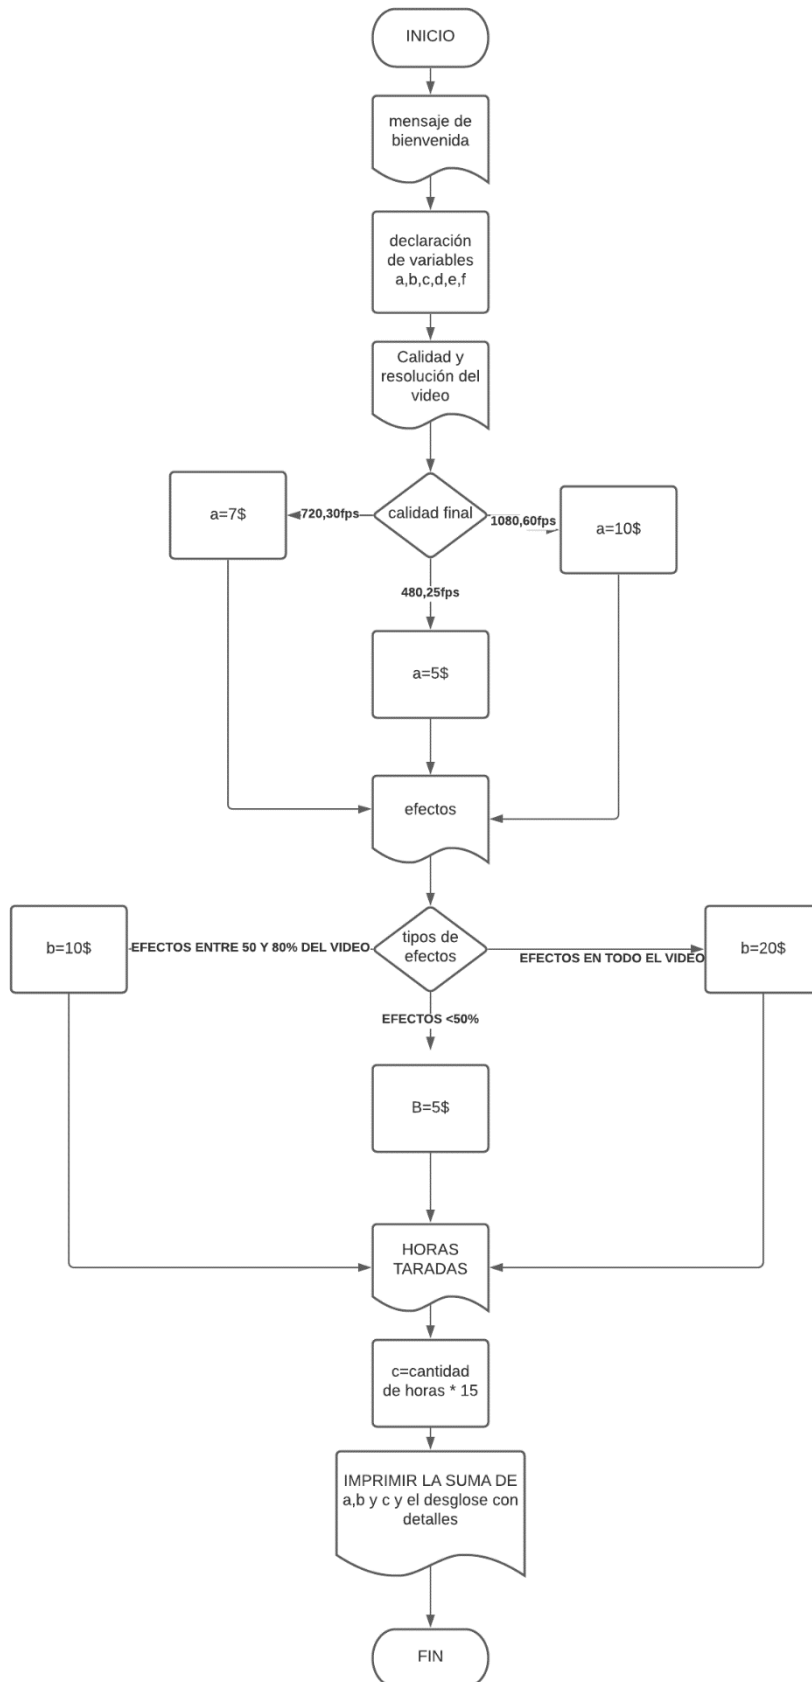 INICIO
mensaje de
bienvenida
declaración
de variables
a,b,c,d,e,f
Calidad y
resolución del
video
calidad final
720,30fps
a=7$
1080,60fps
a=10$
480,25fps
a=5$
efectos
tipos de
efectos
EFECTOS ENTRE 50 Y 80% DEL VIDEO
b=10$
EFECTOS EN TODO EL VIDEO
b=20$
EFECTOS <50%
B=5$
HORAS
TARADAS
c=cantidad
de horas * 15
IMPRIMIR LA SUMA DE
a,b y c y el desglose con
detalles
FIN